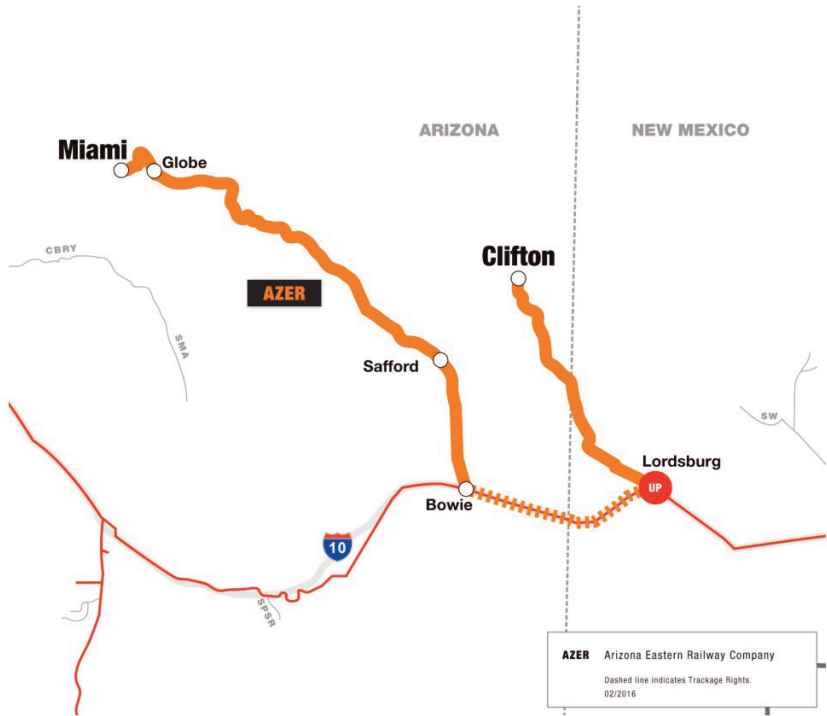 ARIZONA
NEW MEXICO
Miami
Globe
CBRY
Clifton
AZER
SMA
Safford
SW
Lordsburg
UP
Bowie
10
SPSR
AZER Arizona Eastern Railway Company
Dashed line indicates Trackage Rights.
02/2016